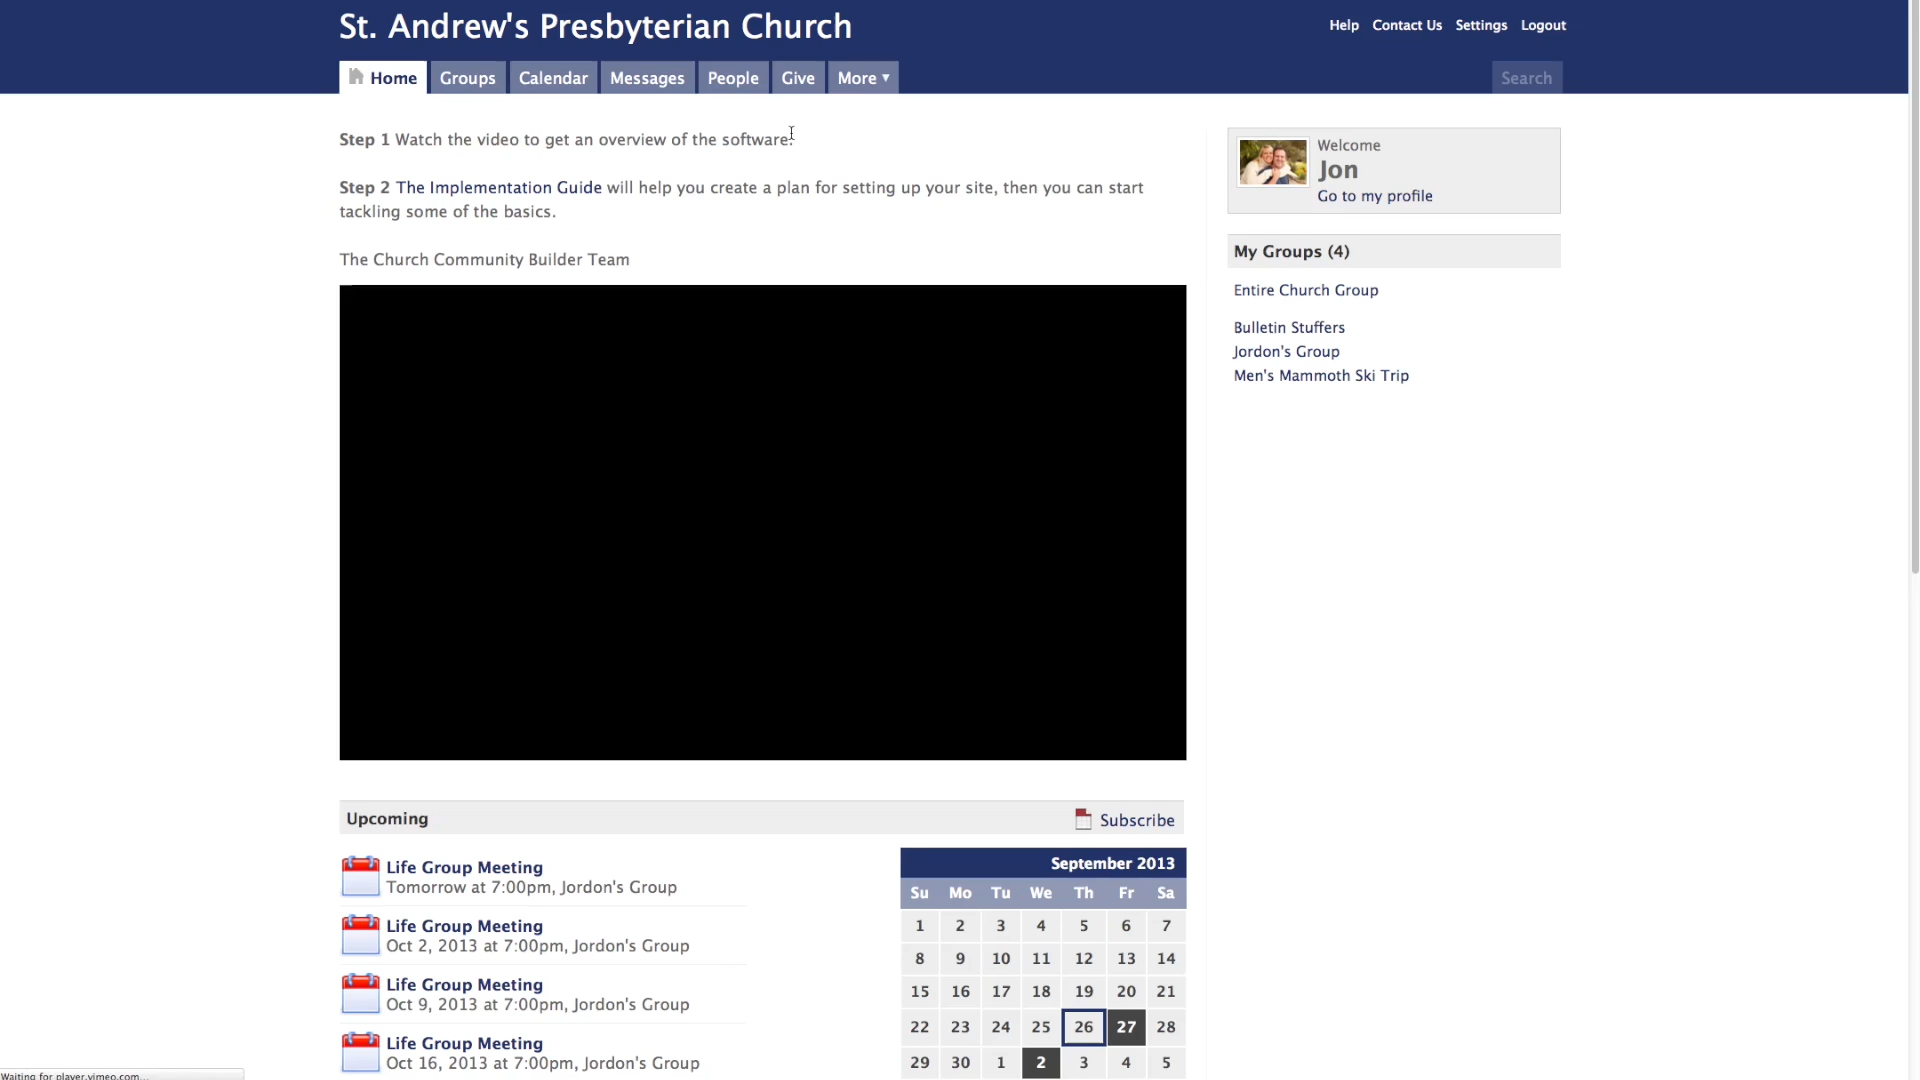 St. Andrew's Presbyterian Church
Help Contact Us Settings Logout
Home Groups Calendar Messages People Give More ▾
Search
Step 1 Watch the video to get an overview of the software.
Step 2 The Implementation Guide will help you create a plan for setting up your site, then you can start
tackling some of the basics.
The Church Community Builder Team
Welcome
Jon
Go to my profile
My Groups (4)
Entire Church Group
Bulletin Stuffers
Jordon's Group
Men's Mammoth Ski Trip
Upcoming
Subscribe
Life Group Meeting
Tomorrow at 7:00pm, Jordon's Group
Life Group Meeting
Oct 2, 2013 at 7:00pm, Jordon's Group
Life Group Meeting
Oct 9, 2013 at 7:00pm, Jordon's Group
Life Group Meeting
Oct 16, 2013 at 7:00pm, Jordon's Group
September 2013
Su Mo Tu We Th Fr Sa
1 2 3 4 5 6 7
8 9 10 11 12 13 14
15 16 17 18 19 20 21
22 23 24 25 26 27 28
29 30 1 2 3 4 5
Waiting for player.vimeo.com...